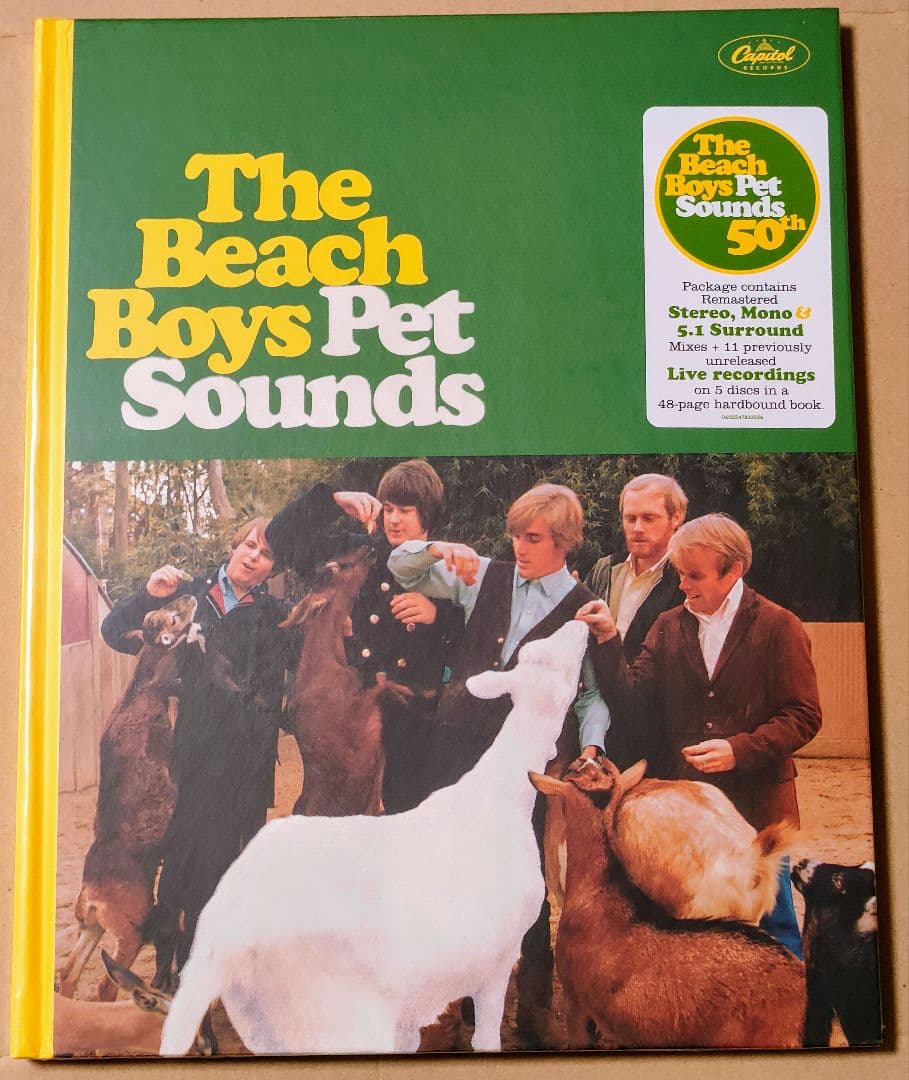 Capitol
RECORDS
The
Beach
Boys Pet
Sounds
The
Beach
Boys Pet
Sounds
50th
Package contains
Remastered
Stereo, Mono &
5.1 Surround
Mixes + 11 previously
unreleased
Live recordings
on 5 discs in a
48-page hardbound book.